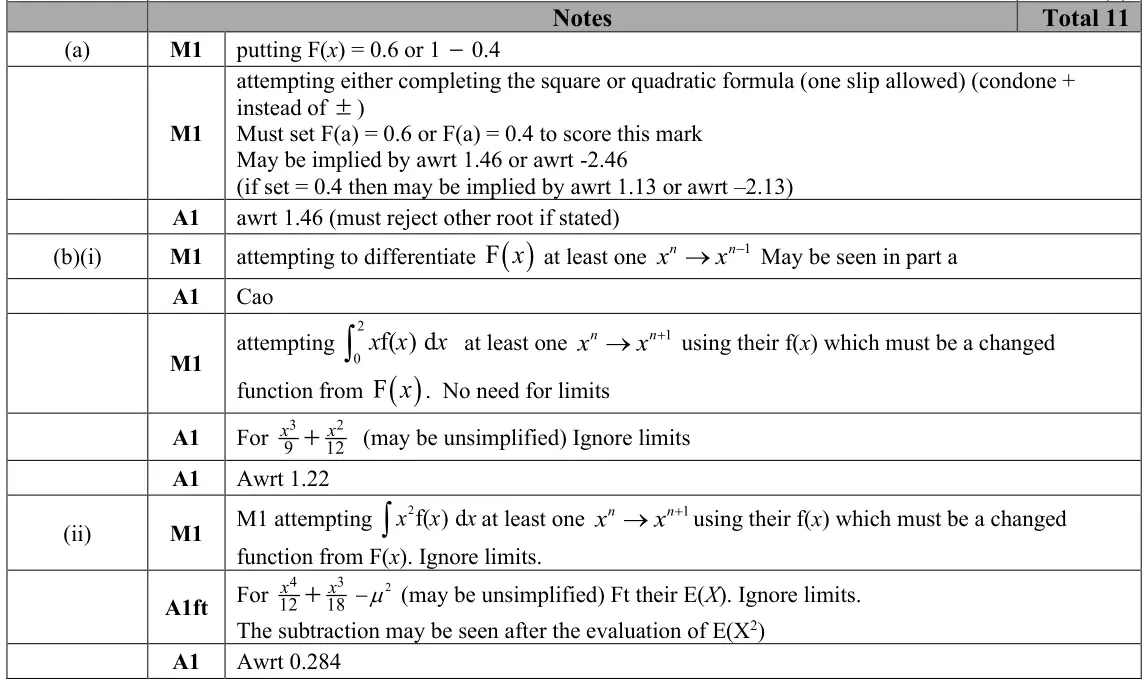 Notes Total 11
(a) M1 putting F(x) = 0.6 or 1 − 0.4
attempting either completing the square or quadratic formula (one slip allowed) (condone +
instead of ± )
M1 Must set F(a) = 0.6 or F(a) = 0.4 to score this mark
May be implied by awrt 1.46 or awrt -2.46
(if set = 0.4 then may be implied by awrt 1.13 or awrt –2.13)
A1 awrt 1.46 (must reject other root if stated)
(b)(i) M1 attempting to differentiate F(x) at least one xⁿ → xⁿ⁻¹ May be seen in part a
A1 Cao
M1 attempting ∫₀² xf(x) dx at least one xⁿ → xⁿ⁺¹ using their f(x) which must be a changed
function from F(x). No need for limits
A1 For x³/9 + x²/12 (may be unsimplified) Ignore limits
A1 Awrt 1.22
(ii) M1 M1 attempting ∫ x²f(x) dx at least one xⁿ → xⁿ⁺¹ using their f(x) which must be a changed
function from F(x). Ignore limits.
A1ft For x⁴/12 + x³/18 – μ² (may be unsimplified) Ft their E(X). Ignore limits.
The subtraction may be seen after the evaluation of E(X²)
A1 Awrt 0.284